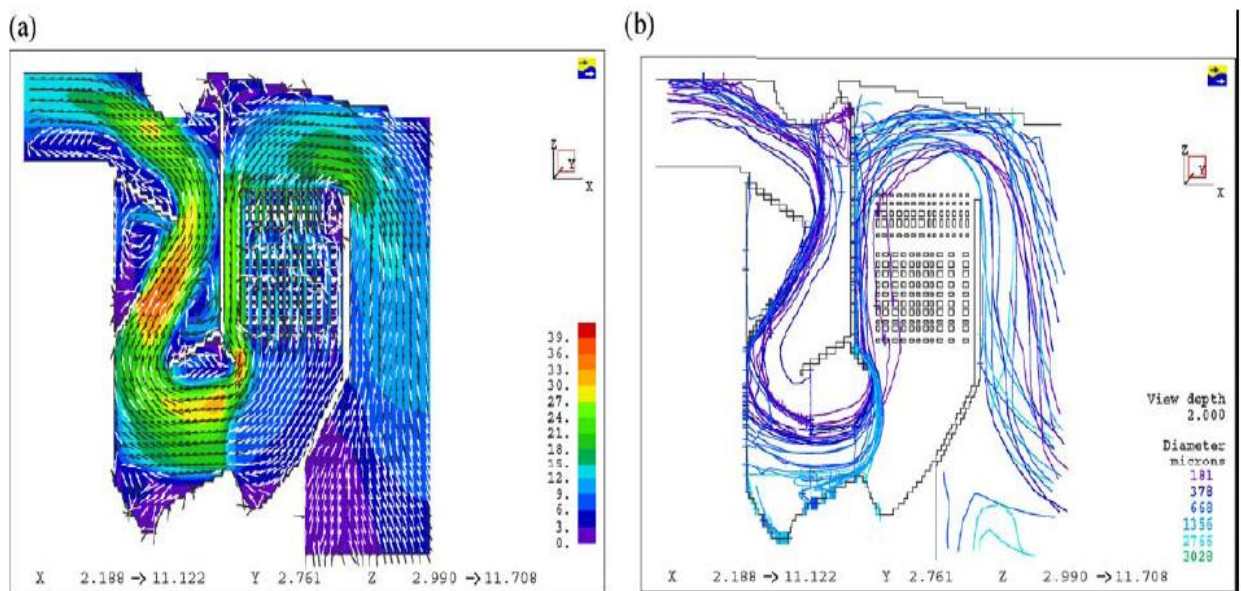 (a)
Z
Y
X
39.
36.
33.
30.
27.
24.
21.
18.
15.
12.
9.
6.
3.
0.
X 2.188 → 11.122 Y 2.761 Z 2.990 → 11.708
(b)
Z
Y
X
View depth
2.000
Diameter
microns
181
378
668
1356
2766
3028
X 2.188 → 11.122 Y 2.761 Z 2.990 → 11.708